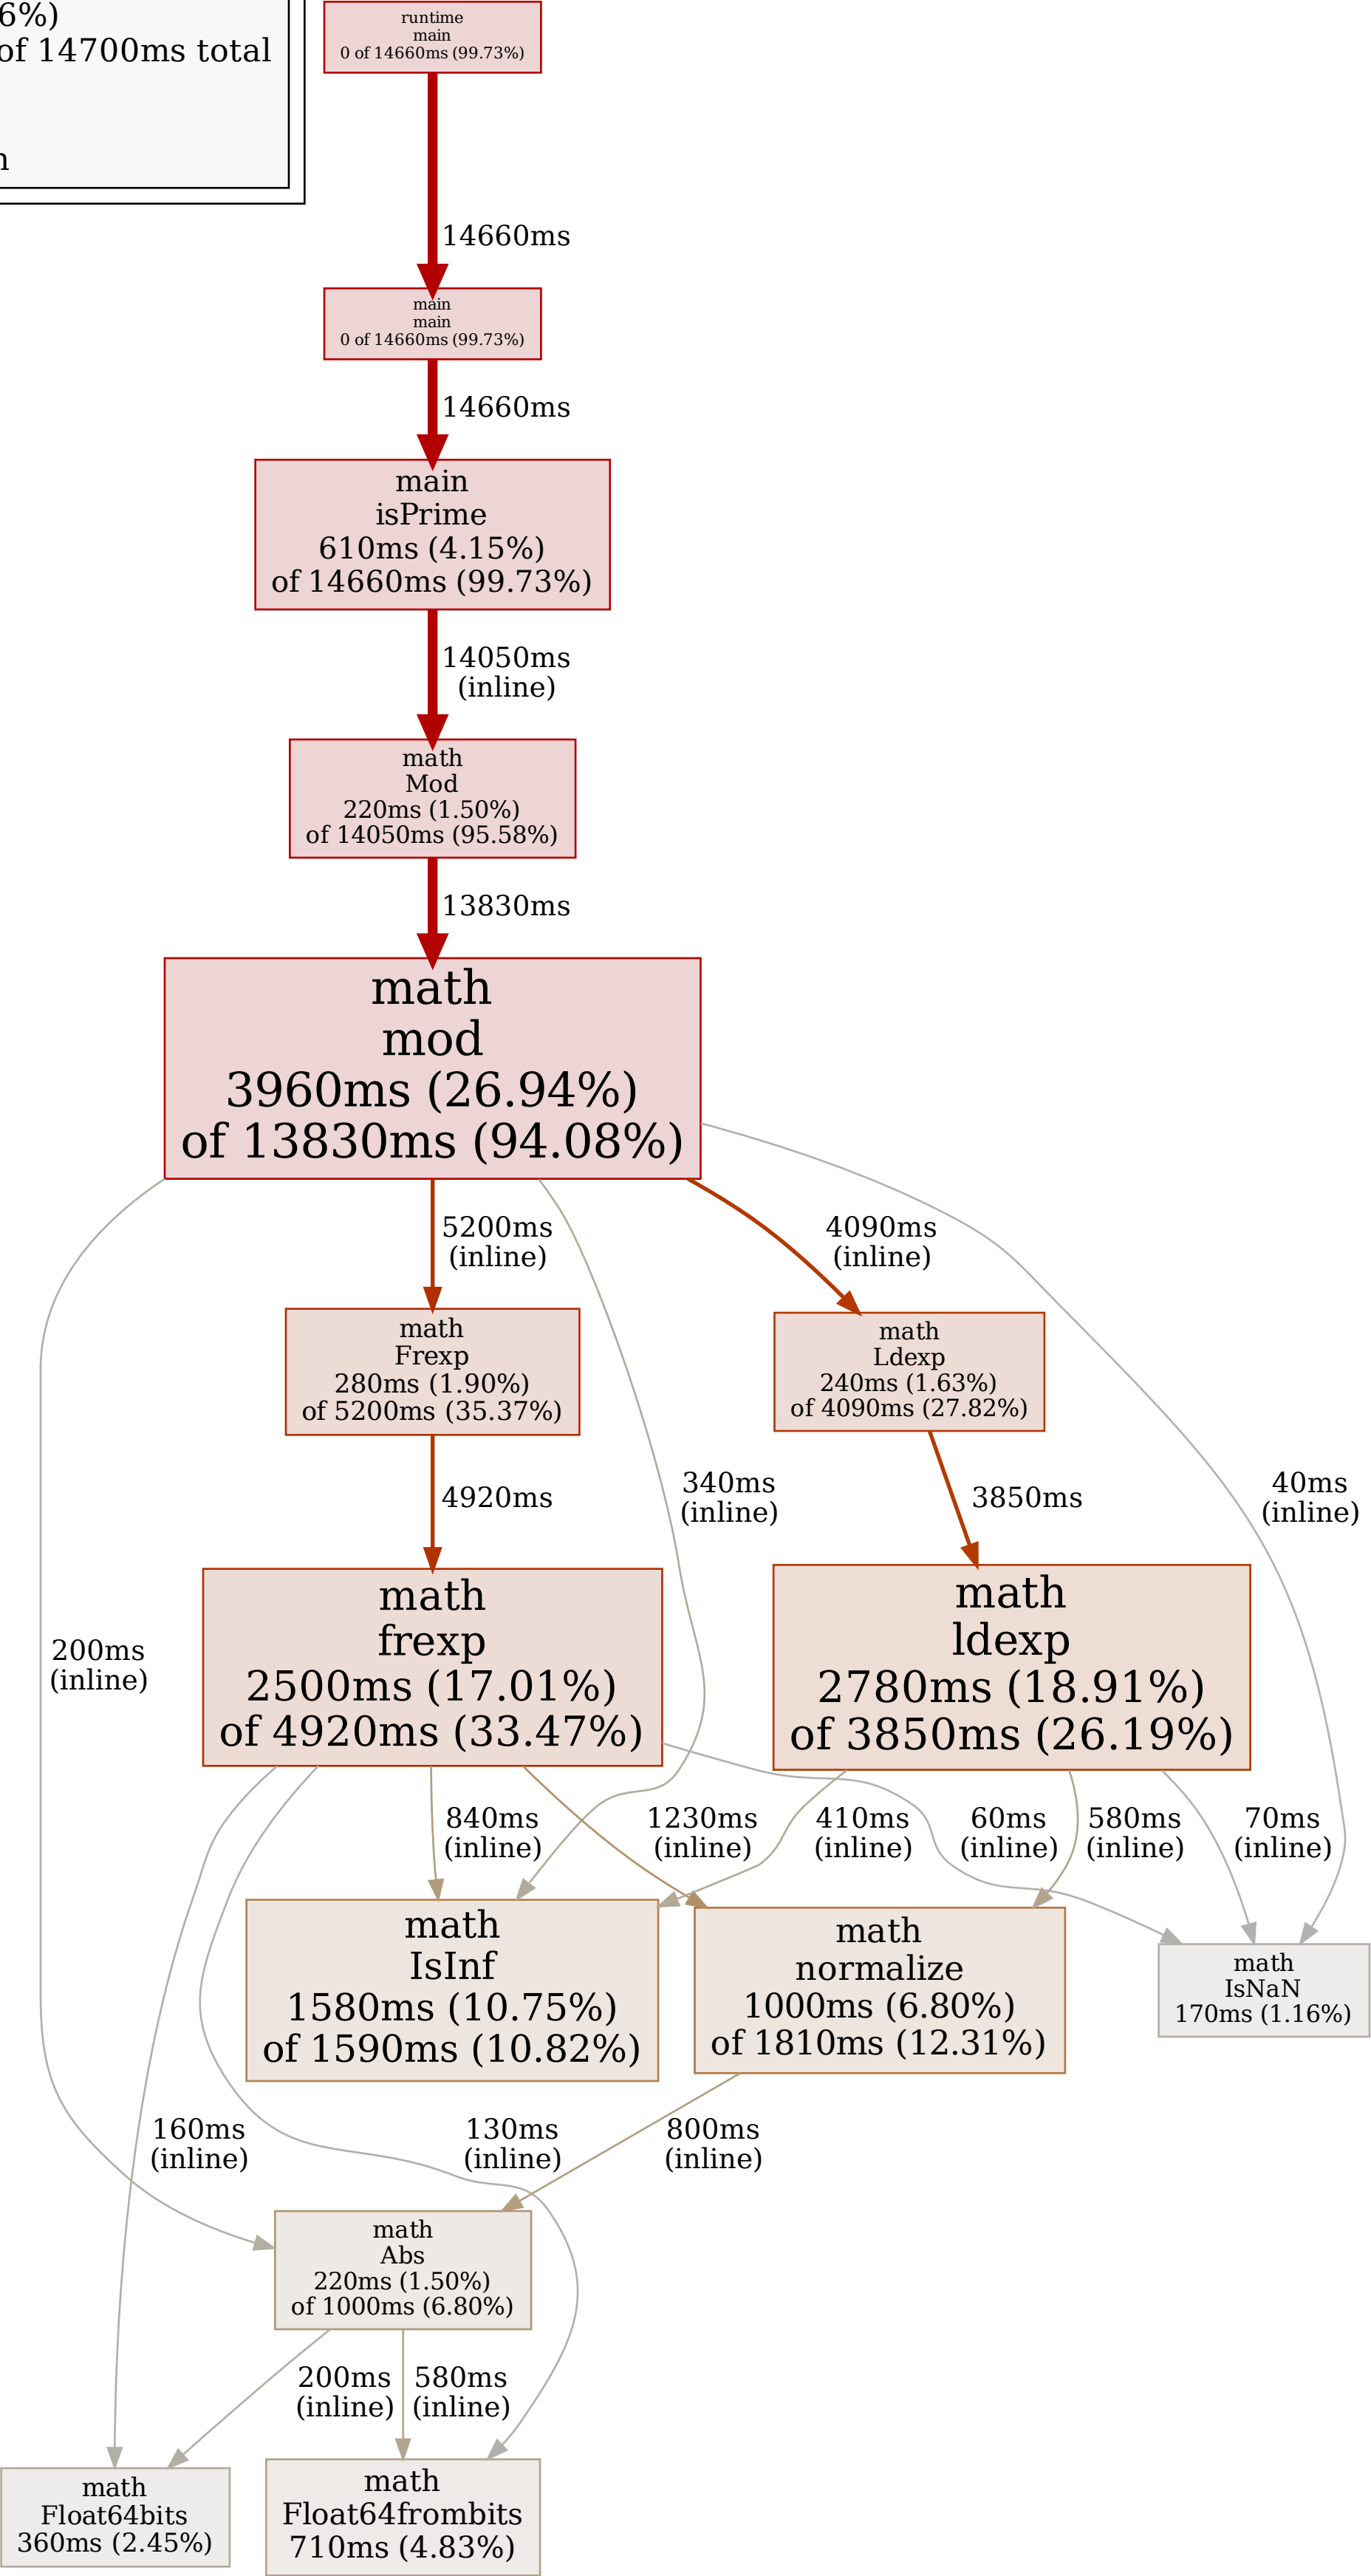 6%)
of 14700ms total
runtime
main
0 of 14660ms (99.73%)
14660ms
main
main
0 of 14660ms (99.73%)
14660ms
main
isPrime
610ms (4.15%)
of 14660ms (99.73%)
14050ms
(inline)
math
Mod
220ms (1.50%)
of 14050ms (95.58%)
13830ms
math
mod
3960ms (26.94%)
of 13830ms (94.08%)
5200ms
(inline)
4090ms
(inline)
math
Frexp
280ms (1.90%)
of 5200ms (35.37%)
math
Ldexp
240ms (1.63%)
of 4090ms (27.82%)
4920ms
340ms
(inline)
3850ms
40ms
(inline)
200ms
(inline)
math
frexp
2500ms (17.01%)
of 4920ms (33.47%)
math
ldexp
2780ms (18.91%)
of 3850ms (26.19%)
840ms
(inline)
1230ms
(inline)
410ms
(inline)
60ms
(inline)
580ms
(inline)
70ms
(inline)
math
IsInf
1580ms (10.75%)
of 1590ms (10.82%)
math
normalize
1000ms (6.80%)
of 1810ms (12.31%)
math
IsNaN
170ms (1.16%)
160ms
(inline)
130ms
(inline)
800ms
(inline)
math
Abs
220ms (1.50%)
of 1000ms (6.80%)
200ms
(inline)
580ms
(inline)
math
Float64bits
360ms (2.45%)
math
Float64frombits
710ms (4.83%)